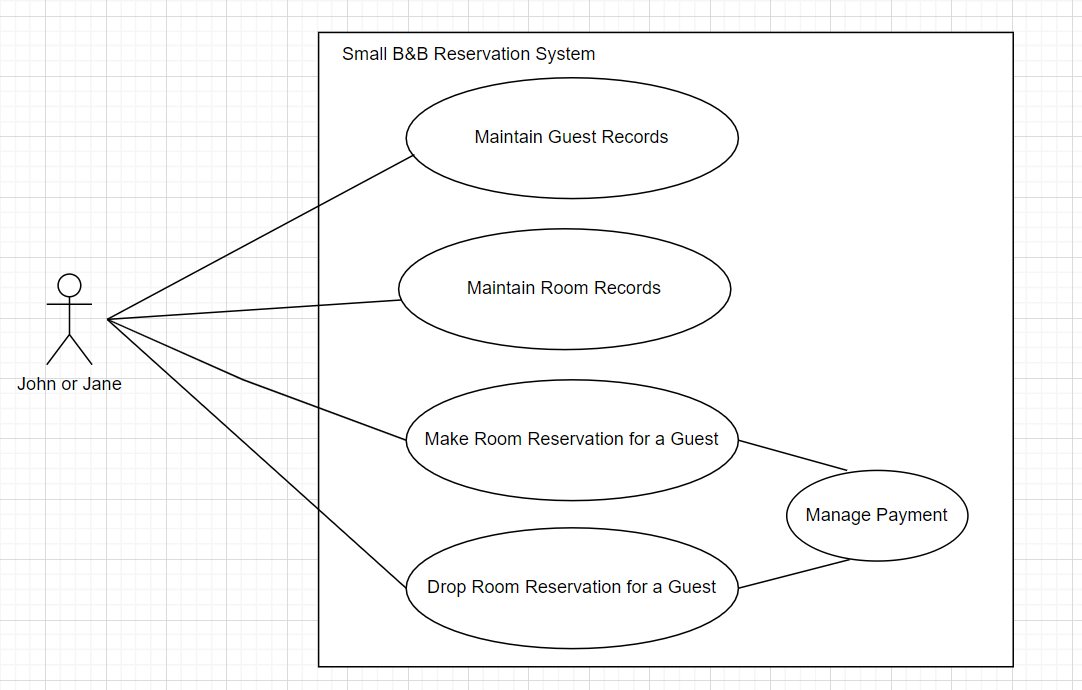 Small B&B Reservation System
Maintain Guest Records
Maintain Room Records
John or Jane
Make Room Reservation for a Guest
Manage Payment
Drop Room Reservation for a Guest